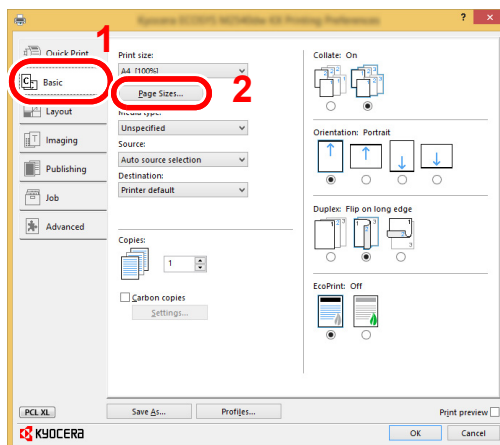 Kyocera ECOSYS M2540dw KX Printing Preferences
? ×
1
Quick Print
Basic
Layout
Imaging
Publishing
Job
Advanced
Print size:
A4 [100%]
Page Sizes...
2
Media type:
Unspecified
Source:
Auto source selection
Destination:
Printer default
Copies:
1
Carbon copies
Settings...
Collate: On
Orientation: Portrait
Duplex: Flip on long edge
EcoPrint: Off
PCL XL
Save As...
Profiles...
Print preview
KYOCERA
OK
Cancel